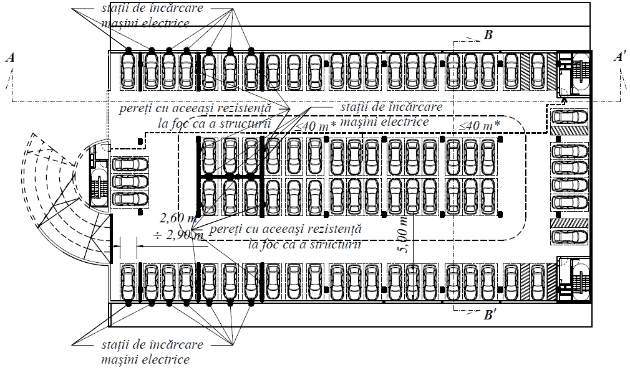 stații de încărcare
mașini electrice
A
B
A'
pereți cu aceeași rezistență
la foc ca a structurii
stații de încărcare
mașini electrice
≤40 m*
≤40 m*
2,60 m
÷ 2,90 m
pereți cu aceeași rezistență
la foc ca a structurii
5,00 m
B'
stații de încărcare
mașini electrice